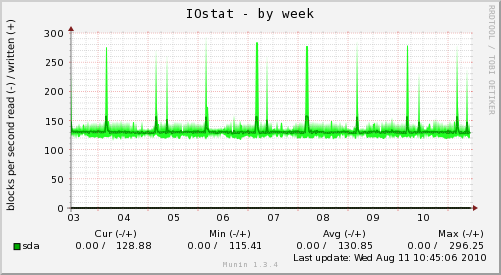 IOstat - by week
RRDTOOL / TOBI OETIKER
blocks per second read (-) / written (+)
300
250
200
150
100
50
0
03 04 05 06 07 08 09 10
Cur (-/+) Min (-/+) Avg (-/+) Max (-/+)
sda 0.00 / 128.88 0.00 / 115.41 0.00 / 130.85 0.00 / 296.25
Last update: Wed Aug 11 10:45:06 2010
Munin 1.3.4